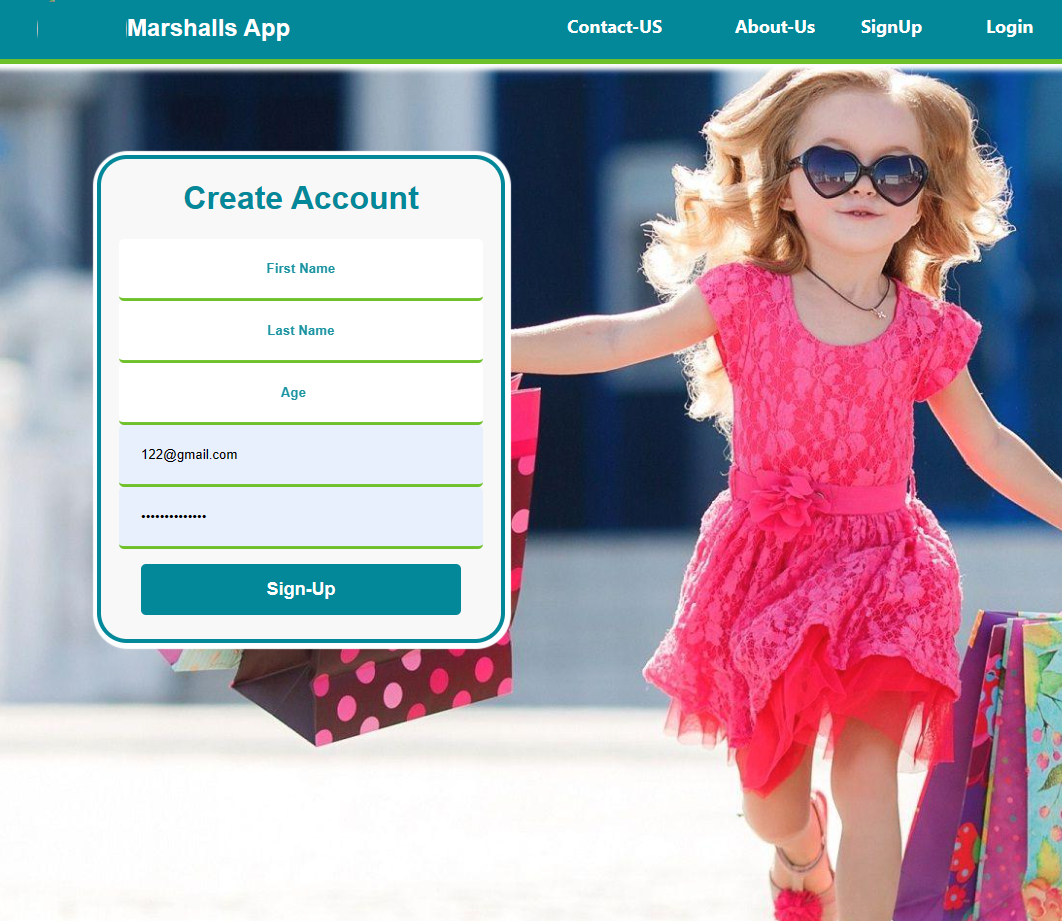 Marshalls App
Contact-US
About-Us
SignUp
Login
Create Account
First Name
Last Name
Age
122@gmail.com
••••••••••••••
Sign-Up